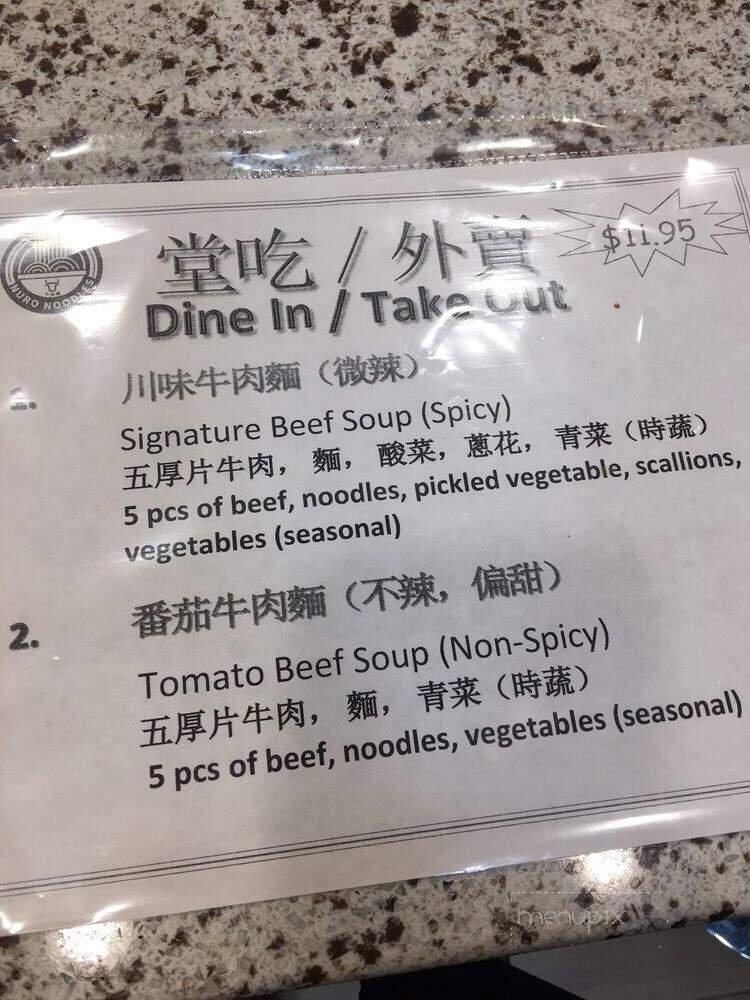 堂吃 / 外賣
$11.95
Dine In / Take Out
NURO NOODLES
1.
川味牛肉麵（微辣）
Signature Beef Soup (Spicy)
五厚片牛肉，麵，酸菜，蔥花，青菜（時蔬）
5 pcs of beef, noodles, pickled vegetable, scallions,
vegetables (seasonal)
2.
番茄牛肉麵（不辣，偏甜）
Tomato Beef Soup (Non-Spicy)
五厚片牛肉，麵，青菜（時蔬）
5 pcs of beef, noodles, vegetables (seasonal)
menupix